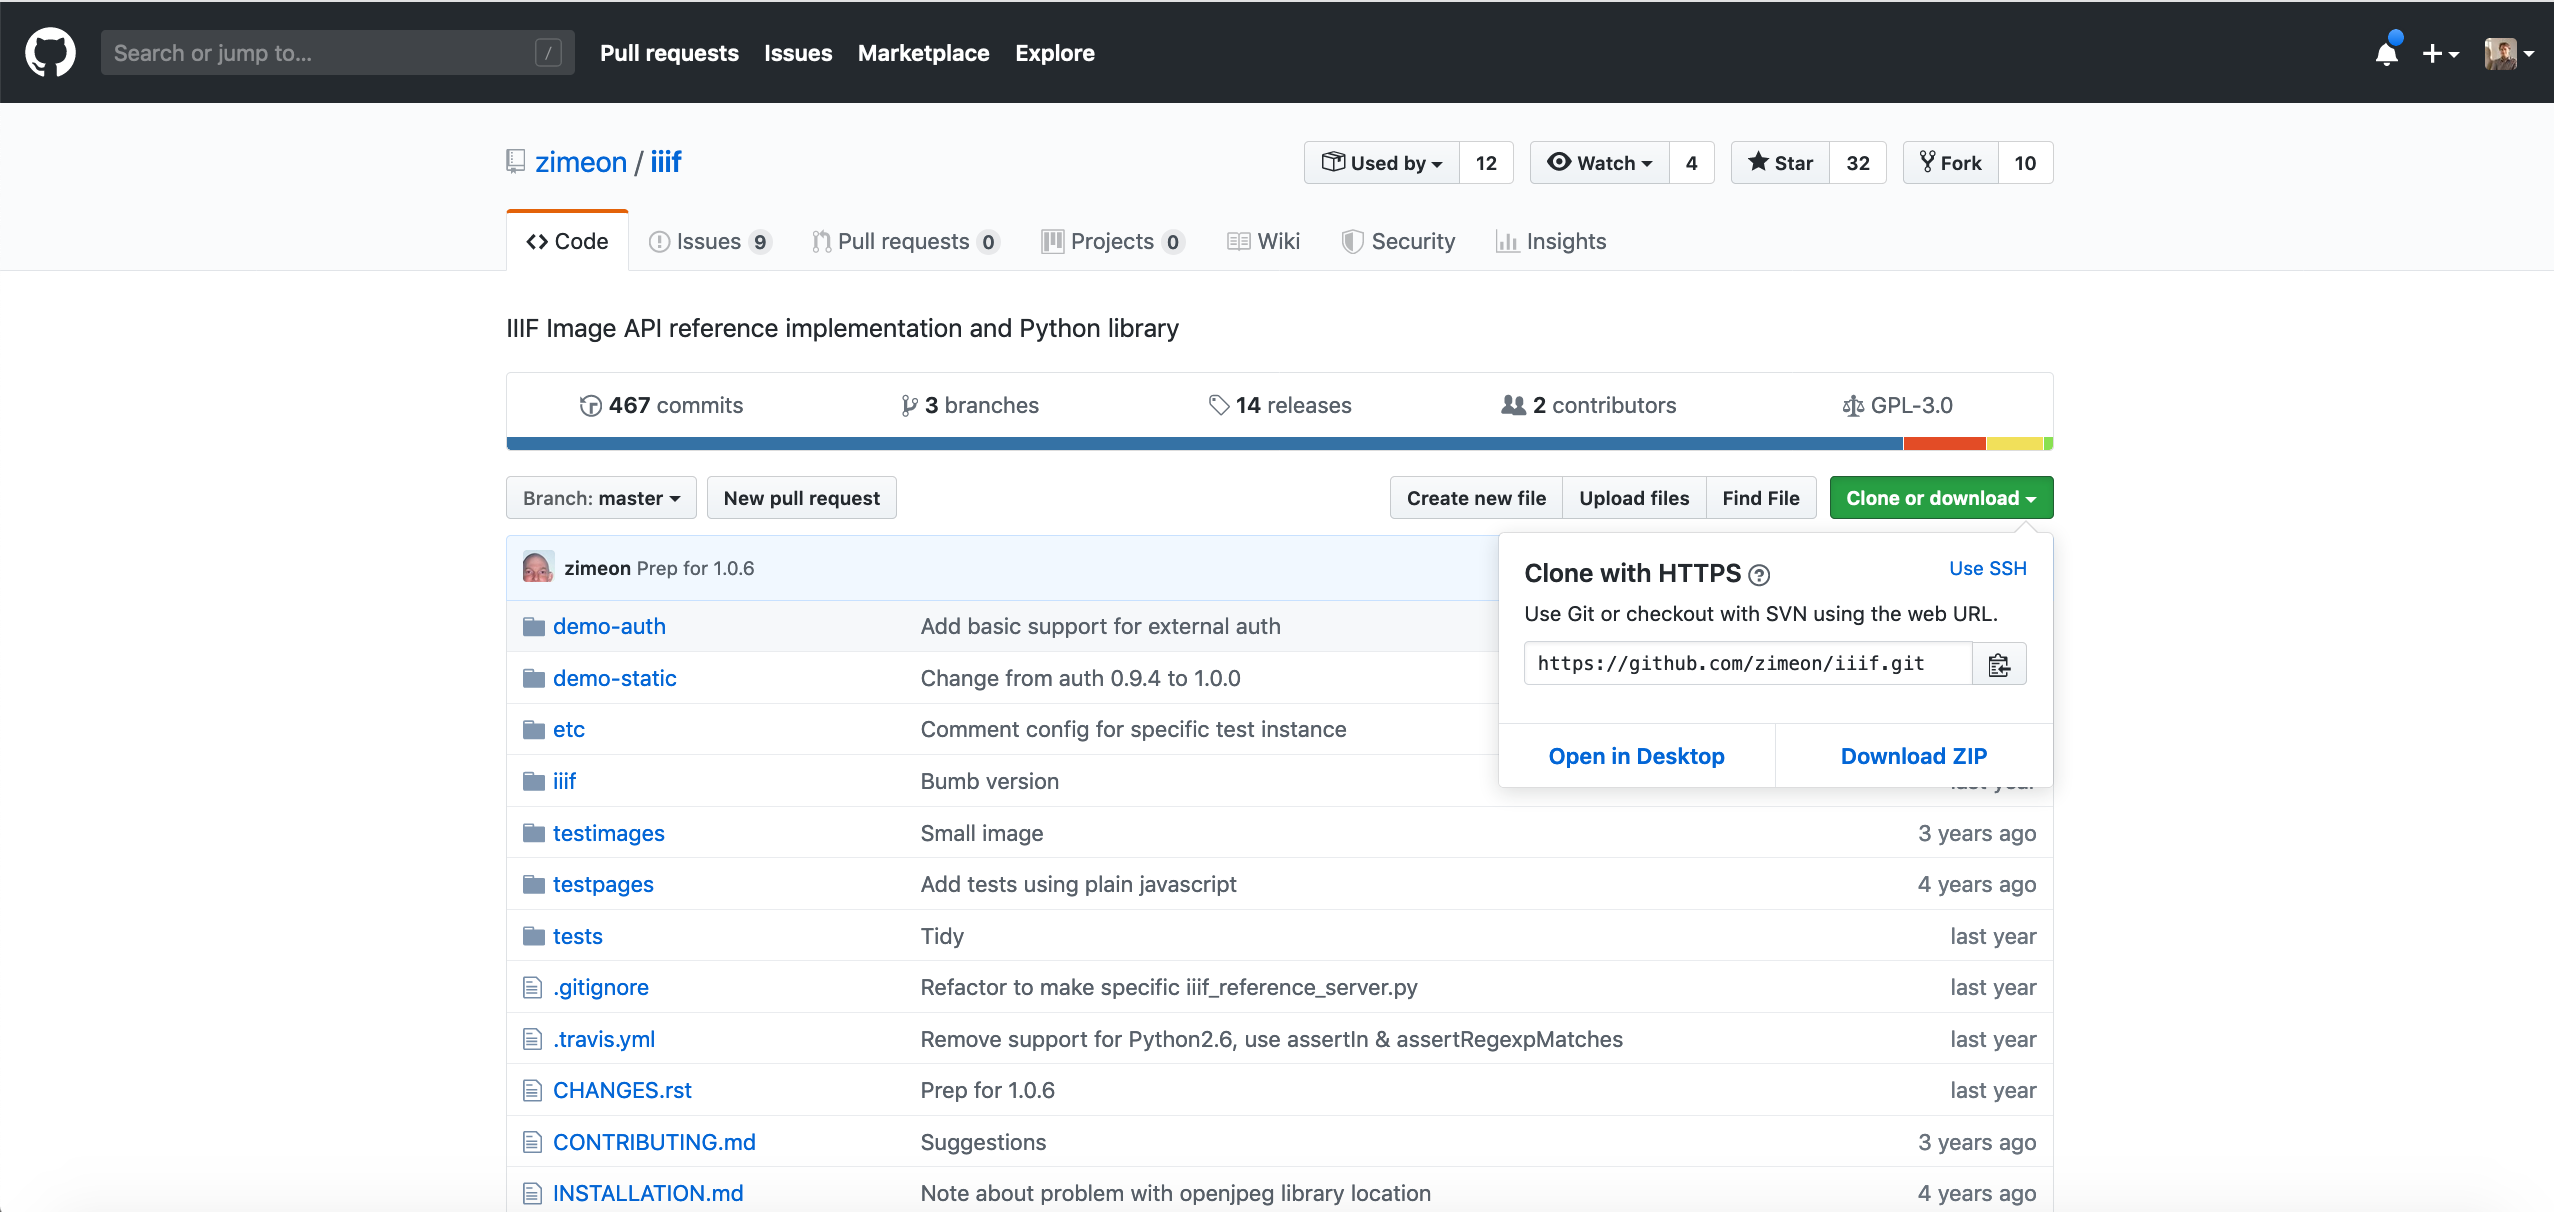 Search or jump to... /
Pull requests Issues Marketplace Explore
zimeon / iiif
Used by 12 Watch 4 Star 32 Fork 10
Code Issues 9 Pull requests 0 Projects 0 Wiki Security Insights
IIIF Image API reference implementation and Python library
467 commits 3 branches 14 releases 2 contributors GPL-3.0
Branch: master New pull request Create new file Upload files Find File Clone or download
zimeon Prep for 1.0.6
Clone with HTTPS ? Use SSH
Use Git or checkout with SVN using the web URL.
https://github.com/zimeon/iiif.git
Open in Desktop Download ZIP
demo-auth Add basic support for external auth
demo-static Change from auth 0.9.4 to 1.0.0
etc Comment config for specific test instance
iiif Bumb version last year
testimages Small image 3 years ago
testpages Add tests using plain javascript 4 years ago
tests Tidy last year
.gitignore Refactor to make specific iiif_reference_server.py last year
.travis.yml Remove support for Python2.6, use assertIn & assertRegexpMatches last year
CHANGES.rst Prep for 1.0.6 last year
CONTRIBUTING.md Suggestions 3 years ago
INSTALLATION.md Note about problem with openjpeg library location 4 years ago